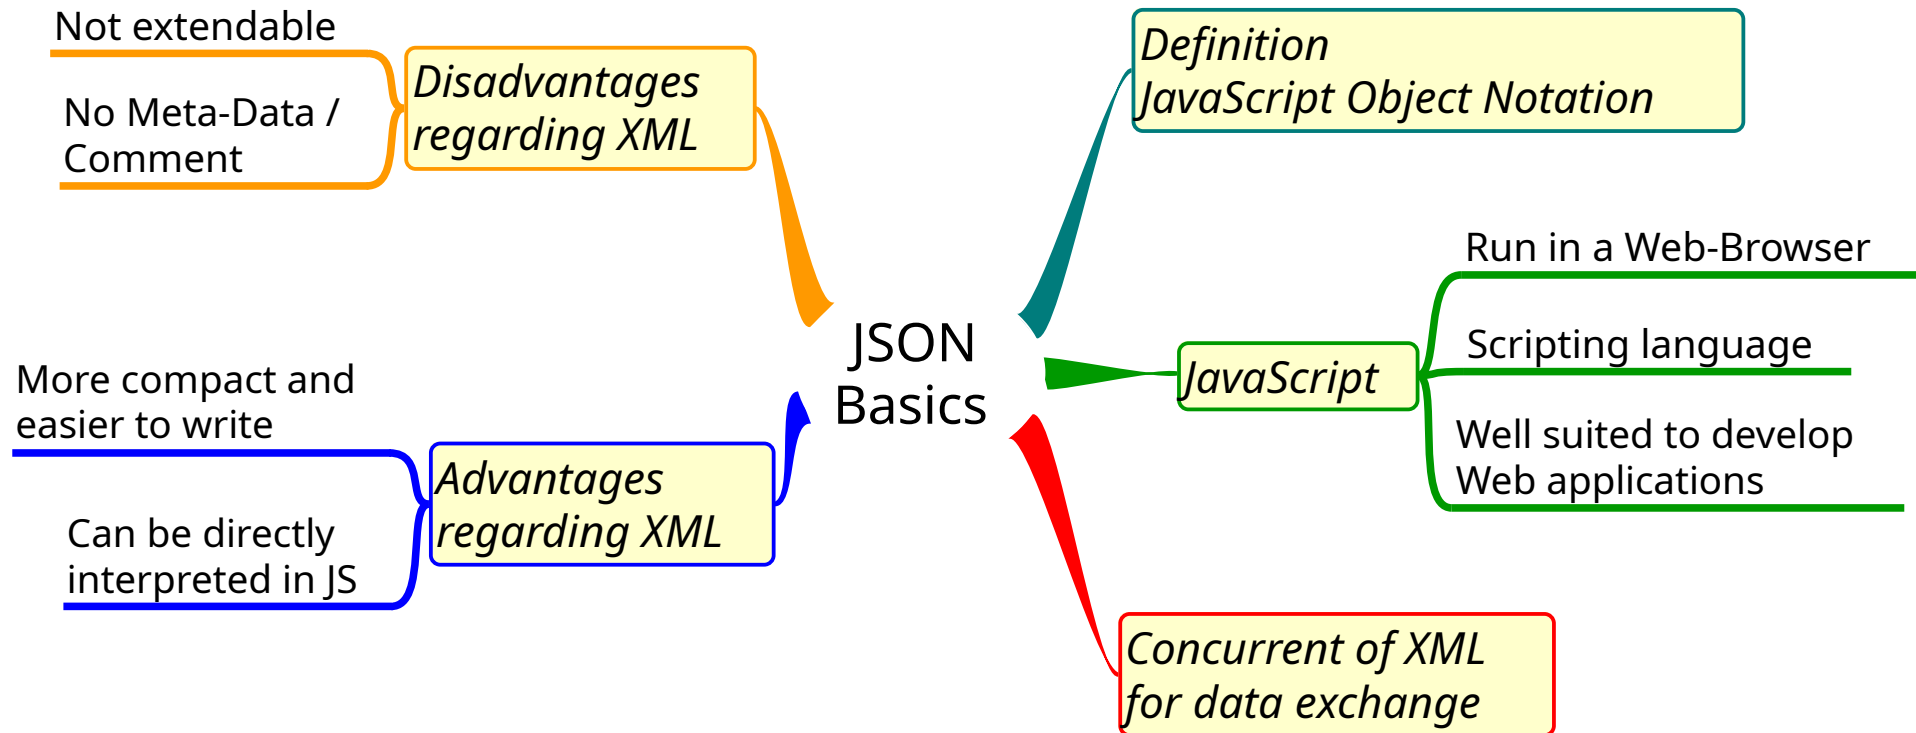 Not extendable
No Meta-Data /
Comment
Disadvantages
regarding XML
Definition
JavaScript Object Notation
JSON
Basics
Run in a Web-Browser
Scripting language
Well suited to develop
Web applications
JavaScript
More compact and
easier to write
Can be directly
interpreted in JS
Advantages
regarding XML
Concurrent of XML
for data exchange